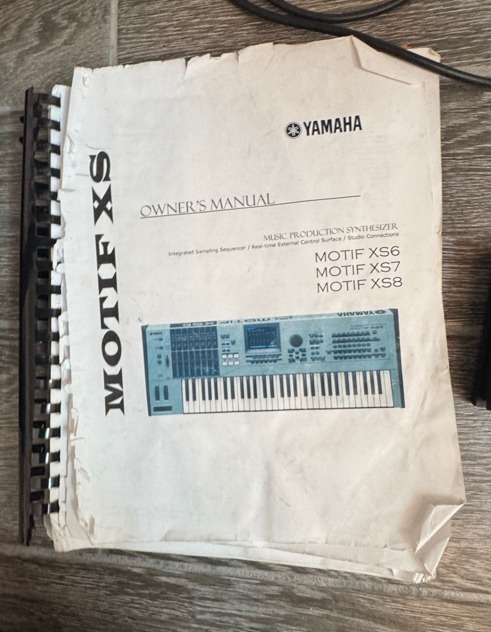 YAMAHA
MOTIF XS
OWNER'S MANUAL
MUSIC PRODUCTION SYNTHESIZER
Integrated Sampling Sequencer / Real-time External Control Surface / Studio Connections
MOTIF XS6
MOTIF XS7
MOTIF XS8
YAMAHA